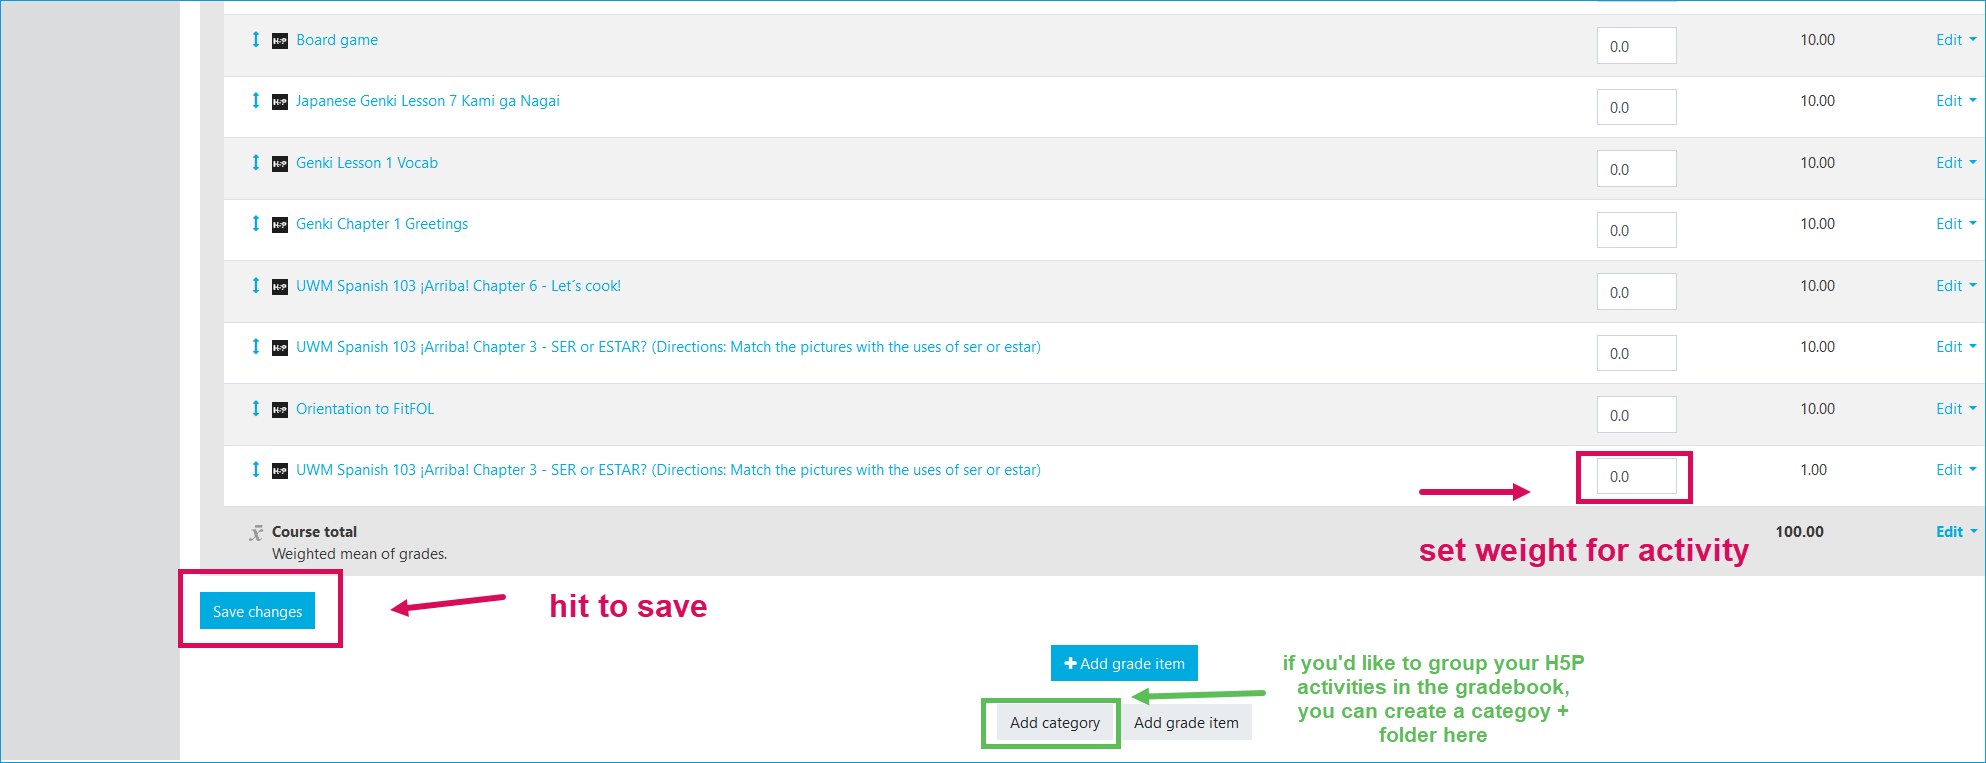 H-P Board game 0.0 10.00 Edit
H-P Japanese Genki Lesson 7 Kami ga Nagai 0.0 10.00 Edit
H-P Genki Lesson 1 Vocab 0.0 10.00 Edit
H-P Genki Chapter 1 Greetings 0.0 10.00 Edit
H-P UWM Spanish 103 ¡Arriba! Chapter 6 - Let´s cook! 0.0 10.00 Edit
H-P UWM Spanish 103 ¡Arriba! Chapter 3 - SER or ESTAR? (Directions: Match the pictures with the uses of ser or estar) 0.0 10.00 Edit
H-P Orientation to FitFOL 0.0 10.00 Edit
H-P UWM Spanish 103 ¡Arriba! Chapter 3 - SER or ESTAR? (Directions: Match the pictures with the uses of ser or estar) 0.0 1.00 Edit
x̄ Course total 100.00 Edit
Weighted mean of grades.
set weight for activity
Save changes
hit to save
+ Add grade item
Add category Add grade item
if you'd like to group your H5P
activities in the gradebook,
you can create a categoy +
folder here